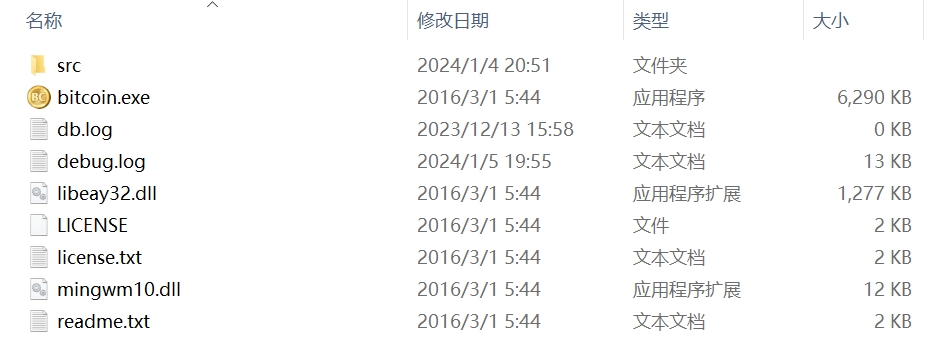 名称 修改日期 类型 大小
src 2024/1/4 20:51 文件夹
bitcoin.exe 2016/3/1 5:44 应用程序 6,290 KB
db.log 2023/12/13 15:58 文本文档 0 KB
debug.log 2024/1/5 19:55 文本文档 13 KB
libeay32.dll 2016/3/1 5:44 应用程序扩展 1,277 KB
LICENSE 2016/3/1 5:44 文件 2 KB
license.txt 2016/3/1 5:44 文本文档 2 KB
mingwm10.dll 2016/3/1 5:44 应用程序扩展 12 KB
readme.txt 2016/3/1 5:44 文本文档 2 KB